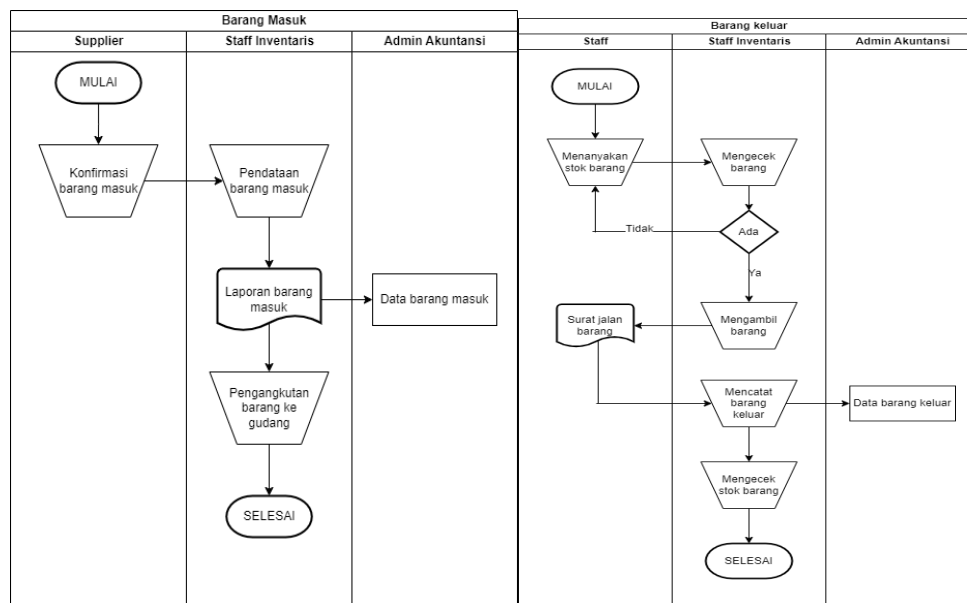 Barang Masuk
Supplier
Staff Inventaris
Admin Akuntansi
MULAI
Konfirmasi
barang masuk
Pendataan
barang masuk
Laporan barang
masuk
Data barang masuk
Pengangkutan
barang ke
gudang
SELESAI
Barang keluar
Staff
Staff Inventaris
Admin Akuntansi
MULAI
Menanyakan
stok barang
Mengecek
barang
Ada
Tidak
Ya
Mengambil
barang
Surat jalan
barang
Mencatat
barang
keluar
Data barang keluar
Mengecek
stok barang
SELESAI